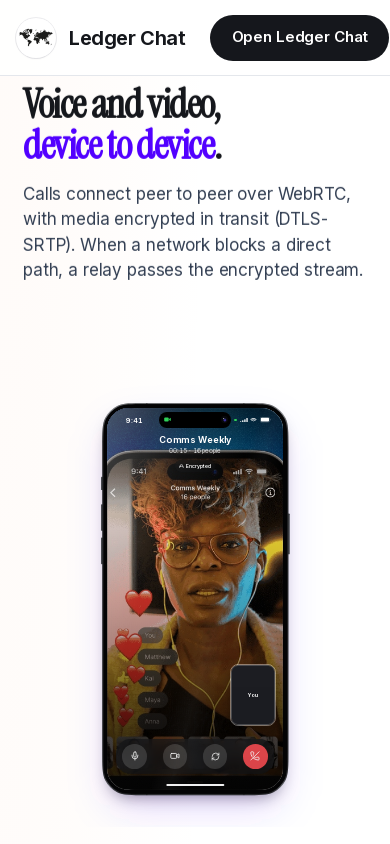 Ledger Chat
Open Ledger Chat
Voice and video,
device to device.
Calls connect peer to peer over WebRTC,
with media encrypted in transit (DTLS-
SRTP). When a network blocks a direct
path, a relay passes the encrypted stream.
9:41
Comms Weekly
00:15 · 16 people
Encrypted
9:41
Comms Weekly
16 people
You
Matthew
Kai
Maya
Anna
You